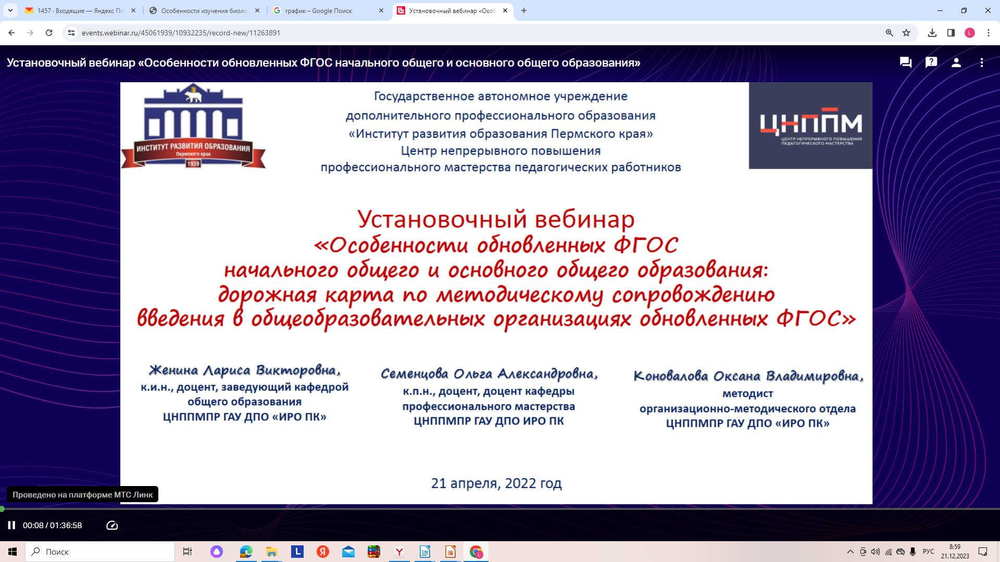 1457 · Входящие — Яндекс По
Особенности изучения биоло
график – Google Поиск
Установочный вебинар «Особ
events.webinar.ru/45061939/10932235/record-new/11263891
L
Установочный вебинар «Особенности обновленных ФГОС начального общего и основного общего образования»
ИНСТИТУТ РАЗВИТИЯ ОБРАЗОВАНИЯ
Пермского края
1939
Государственное автономное учреждение
дополнительного профессионального образования
«Институт развития образования Пермского края»
Центр непрерывного повышения
профессионального мастерства педагогических работников
ЦНППМ
ЦЕНТР НЕПРЕРЫВНОГО ПОВЫШЕНИЯ
ПЕДАГОГИЧЕСКОГО МАСТЕРСТВА
Установочный вебинар
«Особенности обновленных ФГОС
начального общего и основного общего образования:
дорожная карта по методическому сопровождению
введения в общеобразовательных организациях обновленных ФГОС»
Женина Лариса Викторовна,
к.и.н., доцент, заведующий кафедрой
общего образования
ЦНППМПР ГАУ ДПО «ИРО ПК»
Семенцова Ольга Александровна,
к.п.н., доцент, доцент кафедры
профессионального мастерства
ЦНППМПР ГАУ ДПО ИРО ПК
Коновалова Оксана Владимировна,
методист
организационно-методического отдела
ЦНППМПР ГАУ ДПО «ИРО ПК»
21 апреля, 2022 год
Проведено на платформе МТС Линк
00:08 / 01:36:58
Поиск
РУС
8:59
21.12.2023